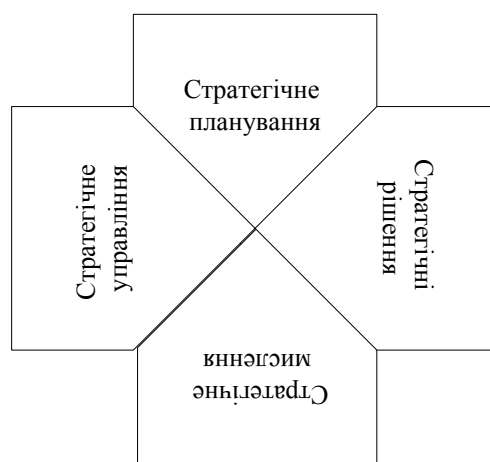 Стратегічне
планування
Стратегічне
управління
Стратегічні
рішення
Стратегічне
мислення